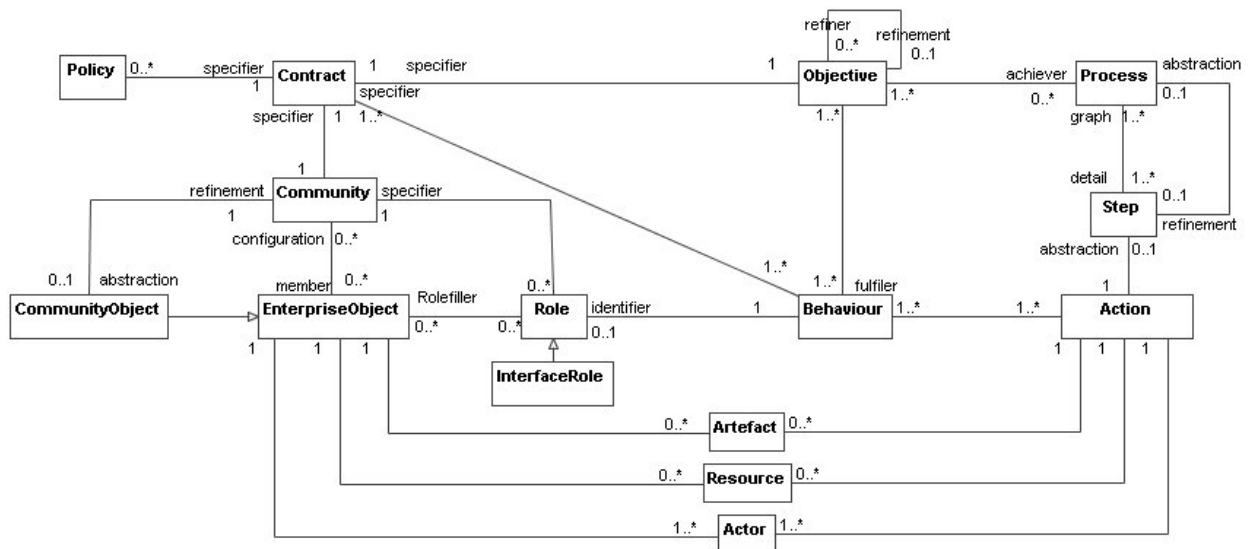 refiner
refinement
0..*
0..1
Policy
0..*
specifier
1
Contract
1
specifier
1
Objective
achiever
0..*
1..*
Process
abstraction
0..1
specifier
specifier
1
1..*
1..*
graph
1..*
1
refinement
1
Community
specifier
1
detail
1..*
0..1
Step
refinement
configuration
0..*
abstraction
0..1
0..1
abstraction
member
0..*
0..*
1..*
1..*
fulfiler
1
CommunityObject
EnterpriseObject
Rolefiller
0..*
0..*
Role
identifier
0..1
1
Behaviour
1..*
1..*
Action
1
1
1
InterfaceRole
1
1
1
0..*
Artefact
0..*
0..*
Resource
0..*
1..*
Actor
1..*